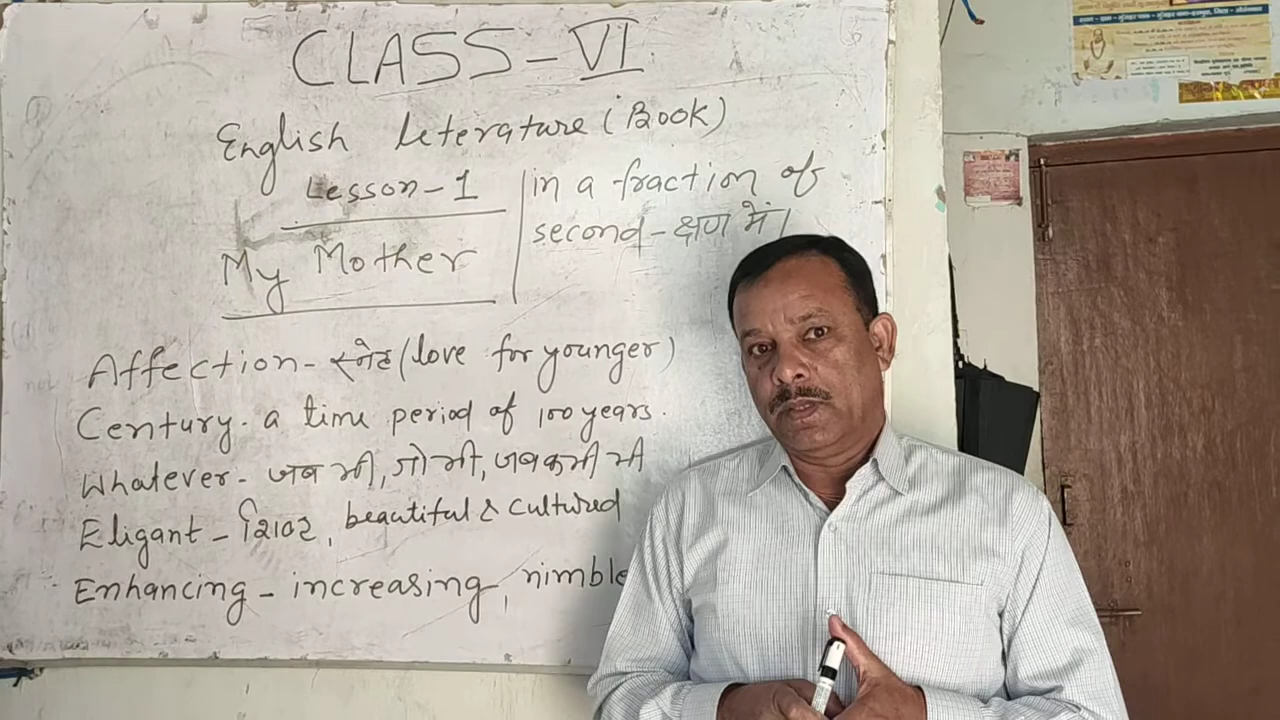 CLASS-VI
English leterature (Book)
Lesson-1
My Mother
in a fraction of
second - क्षण में।
Affection - स्नेह (love for younger)
Century - a time period of 100 years.
Whatever - जब भी, जो भी, जब कभी भी
Eligant - शिष्ट, beautiful & cultured
Enhancing - increasing, nimble